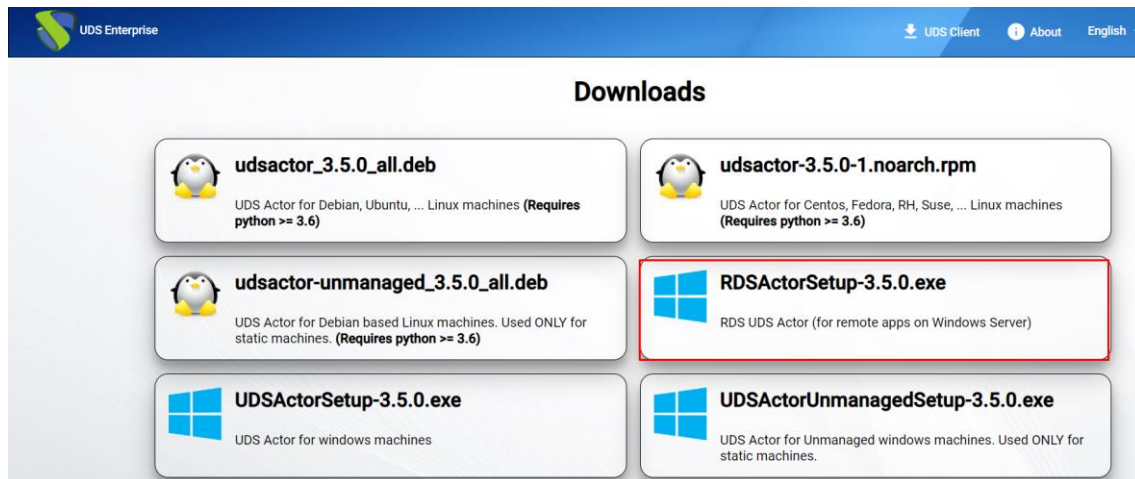 UDS Enterprise
UDS Client
About
English
Downloads
udsactor_3.5.0_all.deb
UDS Actor for Debian, Ubuntu, ... Linux machines (Requires
python >= 3.6)
udsactor-3.5.0-1.noarch.rpm
UDS Actor for Centos, Fedora, RH, Suse, ... Linux machines
(Requires python >= 3.6)
udsactor-unmanaged_3.5.0_all.deb
UDS Actor for Debian based Linux machines. Used ONLY for
static machines. (Requires python >= 3.6)
RDSActorSetup-3.5.0.exe
RDS UDS Actor (for remote apps on Windows Server)
UDSActorSetup-3.5.0.exe
UDS Actor for windows machines
UDSActorUnmanagedSetup-3.5.0.exe
UDS Actor for Unmanaged windows machines. Used ONLY for
static machines.